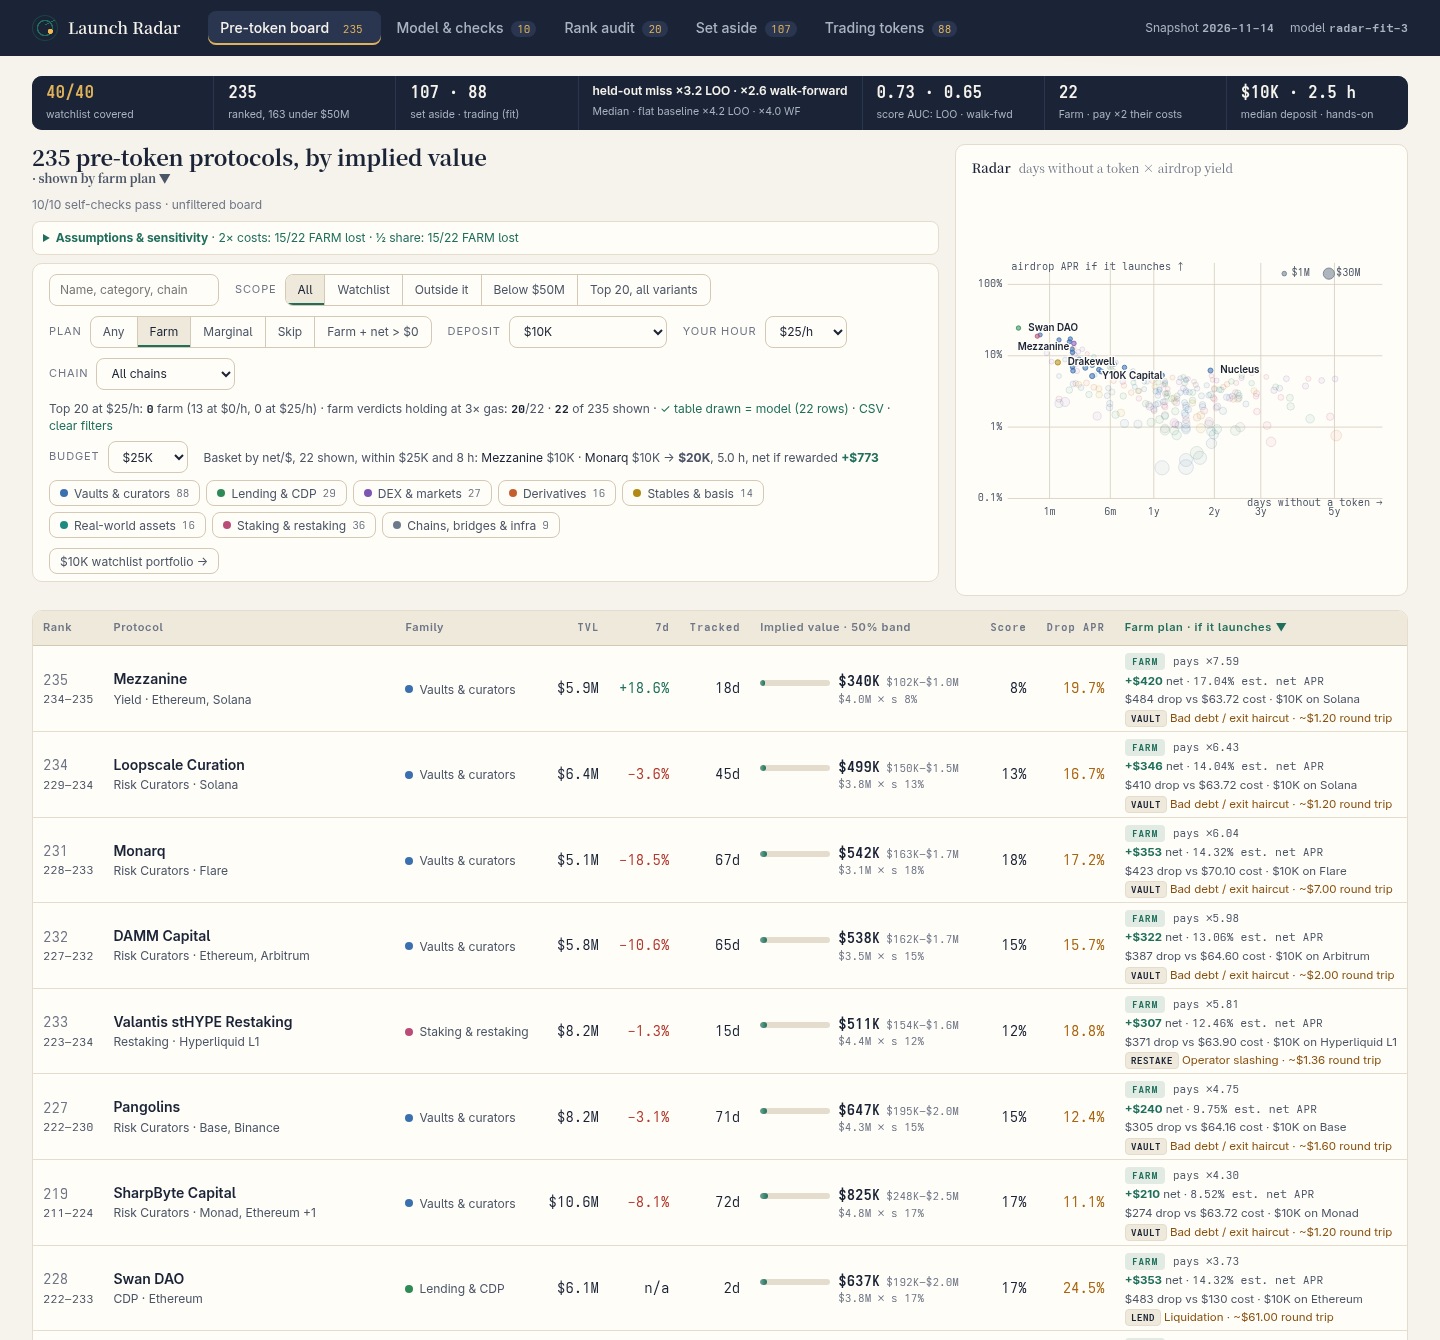 Launch Radar
Pre-token board 235
Model & checks 10
Rank audit 20
Set aside 107
Trading tokens 88
Snapshot 2026-11-14 model radar-fit-3
40/40
watchlist covered
235
ranked, 163 under $50M
107 · 88
set aside · trading (fit)
held-out miss ×3.2 LOO · ×2.6 walk-forward
Median · flat baseline ×4.2 LOO · ×4.0 WF
0.73 · 0.65
score AUC: LOO · walk-fwd
22
Farm · pay ×2 their costs
$10K · 2.5 h
median deposit · hands-on
235 pre-token protocols, by implied value
· shown by farm plan ▼
10/10 self-checks pass · unfiltered board
▶ Assumptions & sensitivity · 2× costs: 15/22 FARM lost · ½ share: 15/22 FARM lost
Name, category, chain
SCOPE All Watchlist Outside it Below $50M Top 20, all variants
PLAN Any Farm Marginal Skip Farm + net > $0 DEPOSIT $10K YOUR HOUR $25/h
CHAIN All chains
Top 20 at $25/h: 0 farm (13 at $0/h, 0 at $25/h) · farm verdicts holding at 3× gas: 20/22 · 22 of 235 shown · ✓ table drawn = model (22 rows) · CSV ·
clear filters
BUDGET $25K Basket by net/$, 22 shown, within $25K and 8 h: Mezzanine $10K · Monarq $10K → $20K, 5.0 h, net if rewarded +$773
Vaults & curators 88 Lending & CDP 29 DEX & markets 27 Derivatives 16 Stables & basis 14
Real-world assets 16 Staking & restaking 36 Chains, bridges & infra 9
$10K watchlist portfolio →
Radar days without a token × airdrop yield
airdrop APR if it launches ↑
$1M $30M
100%
Swan DAO
Mezzanine
10%
Drakewell
Y10K Capital
Nucleus
1%
0.1%
days without a token →
1m 6m 1y 2y 3y 5y
Rank Protocol Family TVL 7d Tracked Implied value · 50% band Score Drop APR Farm plan · if it launches ▼
235
234–235
Mezzanine
Yield · Ethereum, Solana
Vaults & curators
$5.9M
+18.6%
18d
$340K $102K–$1.0M
$4.0M × s 8%
8%
19.7%
FARM pays ×7.59
+$420 net · 17.04% est. net APR
$484 drop vs $63.72 cost · $10K on Solana
VAULT Bad debt / exit haircut · ~$1.20 round trip
234
229–234
Loopscale Curation
Risk Curators · Solana
Vaults & curators
$6.4M
−3.6%
45d
$499K $150K–$1.5M
$3.8M × s 13%
13%
16.7%
FARM pays ×6.43
+$346 net · 14.04% est. net APR
$410 drop vs $63.72 cost · $10K on Solana
VAULT Bad debt / exit haircut · ~$1.20 round trip
231
228–233
Monarq
Risk Curators · Flare
Vaults & curators
$5.1M
−18.5%
67d
$542K $163K–$1.7M
$3.1M × s 18%
18%
17.2%
FARM pays ×6.04
+$353 net · 14.32% est. net APR
$423 drop vs $70.10 cost · $10K on Flare
VAULT Bad debt / exit haircut · ~$7.00 round trip
232
227–232
DAMM Capital
Risk Curators · Ethereum, Arbitrum
Vaults & curators
$5.8M
−10.6%
65d
$538K $162K–$1.7M
$3.5M × s 15%
15%
15.7%
FARM pays ×5.98
+$322 net · 13.06% est. net APR
$387 drop vs $64.60 cost · $10K on Arbitrum
VAULT Bad debt / exit haircut · ~$2.00 round trip
233
223–234
Valantis stHYPE Restaking
Restaking · Hyperliquid L1
Staking & restaking
$8.2M
−1.3%
15d
$511K $154K–$1.6M
$4.4M × s 12%
12%
18.8%
FARM pays ×5.81
+$307 net · 12.46% est. net APR
$371 drop vs $63.90 cost · $10K on Hyperliquid L1
RESTAKE Operator slashing · ~$1.36 round trip
227
222–230
Pangolins
Risk Curators · Base, Binance
Vaults & curators
$8.2M
−3.1%
71d
$647K $195K–$2.0M
$4.3M × s 15%
15%
12.4%
FARM pays ×4.75
+$240 net · 9.75% est. net APR
$305 drop vs $64.16 cost · $10K on Base
VAULT Bad debt / exit haircut · ~$1.60 round trip
219
211–224
SharpByte Capital
Risk Curators · Monad, Ethereum +1
Vaults & curators
$10.6M
−8.1%
72d
$825K $248K–$2.5M
$4.8M × s 17%
17%
11.1%
FARM pays ×4.30
+$210 net · 8.52% est. net APR
$274 drop vs $63.72 cost · $10K on Monad
VAULT Bad debt / exit haircut · ~$1.20 round trip
228
222–233
Swan DAO
CDP · Ethereum
Lending & CDP
$6.1M
n/a
2d
$637K $192K–$2.0M
$3.8M × s 17%
17%
24.5%
FARM pays ×3.73
+$353 net · 14.32% est. net APR
$483 drop vs $130 cost · $10K on Ethereum
LEND Liquidation · ~$61.00 round trip